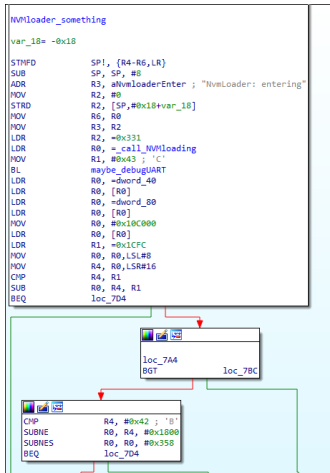 NVMloader_something
var_18= -0x18
STMFD SP!, {R4-R6,LR}
SUB SP, SP, #8
ADR R3, aNvmloaderEnter ; "NvmLoader: entering"
MOV R2, #0
STRD R2, [SP,#0x18+var_18]
MOV R6, R0
MOV R3, R2
LDR R2, =0x331
LDR R0, =_call_NVMloading
MOV R1, #0x43 ; 'C'
BL maybe_debugUART
LDR R0, =dword_40
LDR R0, [R0]
LDR R0, =dword_80
LDR R0, [R0]
MOV R0, #0x10C000
LDR R0, [R0]
LDR R1, =0x1CFC
MOV R0, R0,LSL#8
MOV R4, R0,LSR#16
CMP R4, R1
SUB R0, R4, R1
BEQ loc_7D4
loc_7A4
BGT loc_7BC
CMP R4, #0x42 ; 'B'
SUBNE R0, R4, #0x1800
SUBNES R0, R0, #0x358
BEQ loc_7D4